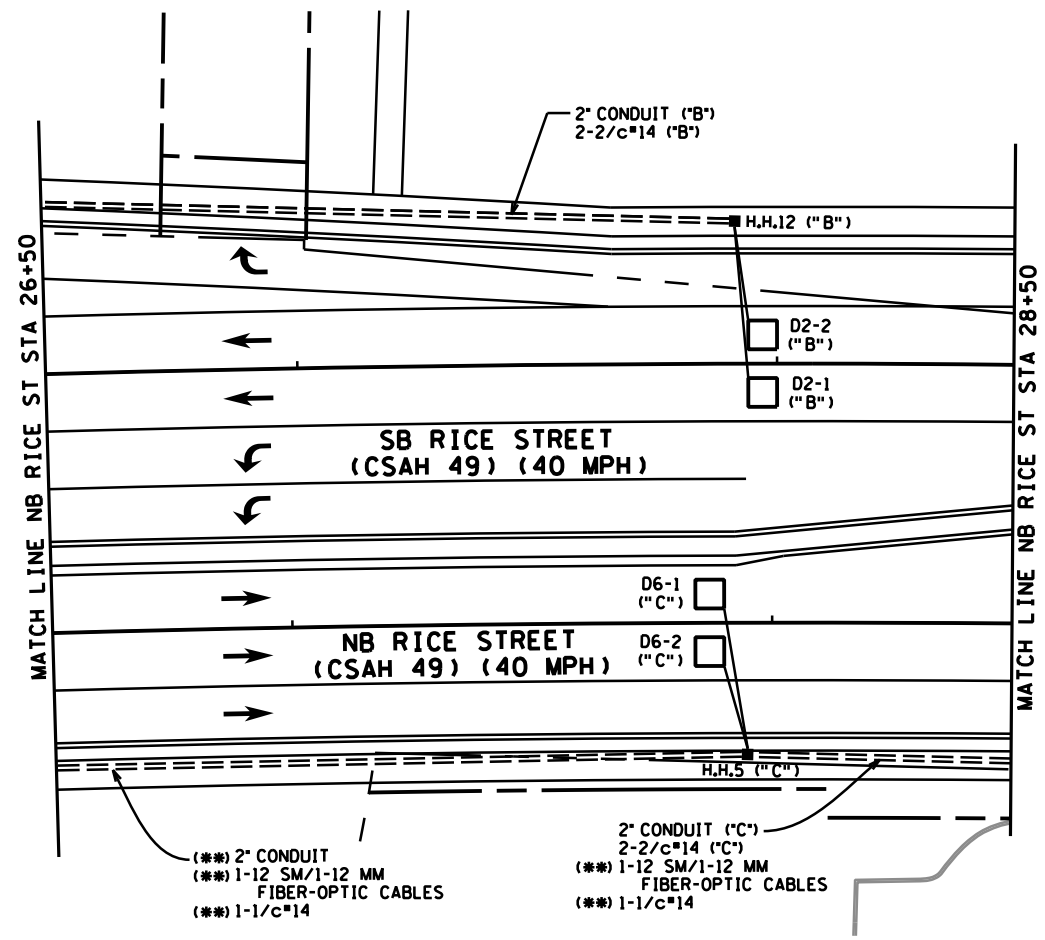 2" CONDUIT ("B")
2-2/c#14 ("B")
H.H.12 ("B")
D2-2
("B")
D2-1
("B")
MATCH LINE NB RICE ST STA 26+50
MATCH LINE NB RICE ST STA 28+50
SB RICE STREET
(CSAH 49) (40 MPH)
D6-1
("C")
NB RICE STREET
(CSAH 49) (40 MPH)
D6-2
("C")
H.H.5 ("C")
(**) 2" CONDUIT
(**) 1-12 SM/1-12 MM
FIBER-OPTIC CABLES
(**) 1-1/c#14
2" CONDUIT ("C")
2-2/c#14 ("C")
(**) 1-12 SM/1-12 MM
FIBER-OPTIC CABLES
(**) 1-1/c#14